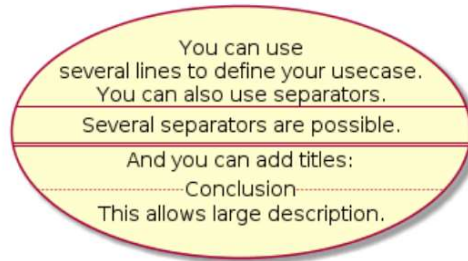 You can use
several lines to define your usecase.
You can also use separators.
Several separators are possible.
And you can add titles:
Conclusion
This allows large description.